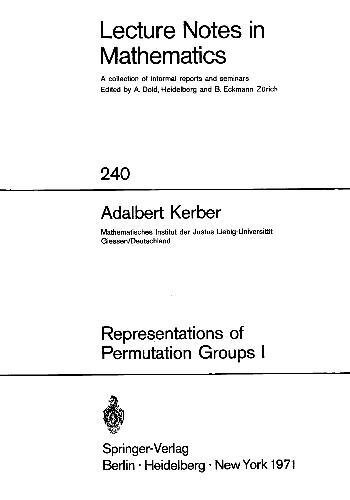 Lecture Notes in
Mathematics
A collection of informal reports and seminars
Edited by A. Dold, Heidelberg and B. Eckmann Zürich
240
Adalbert Kerber
Mathematisches Institut der Justus Liebig-Universität
Giessen/Deutschland
Representations of
Permutation Groups I
Springer-Verlag
Berlin · Heidelberg · New York 1971